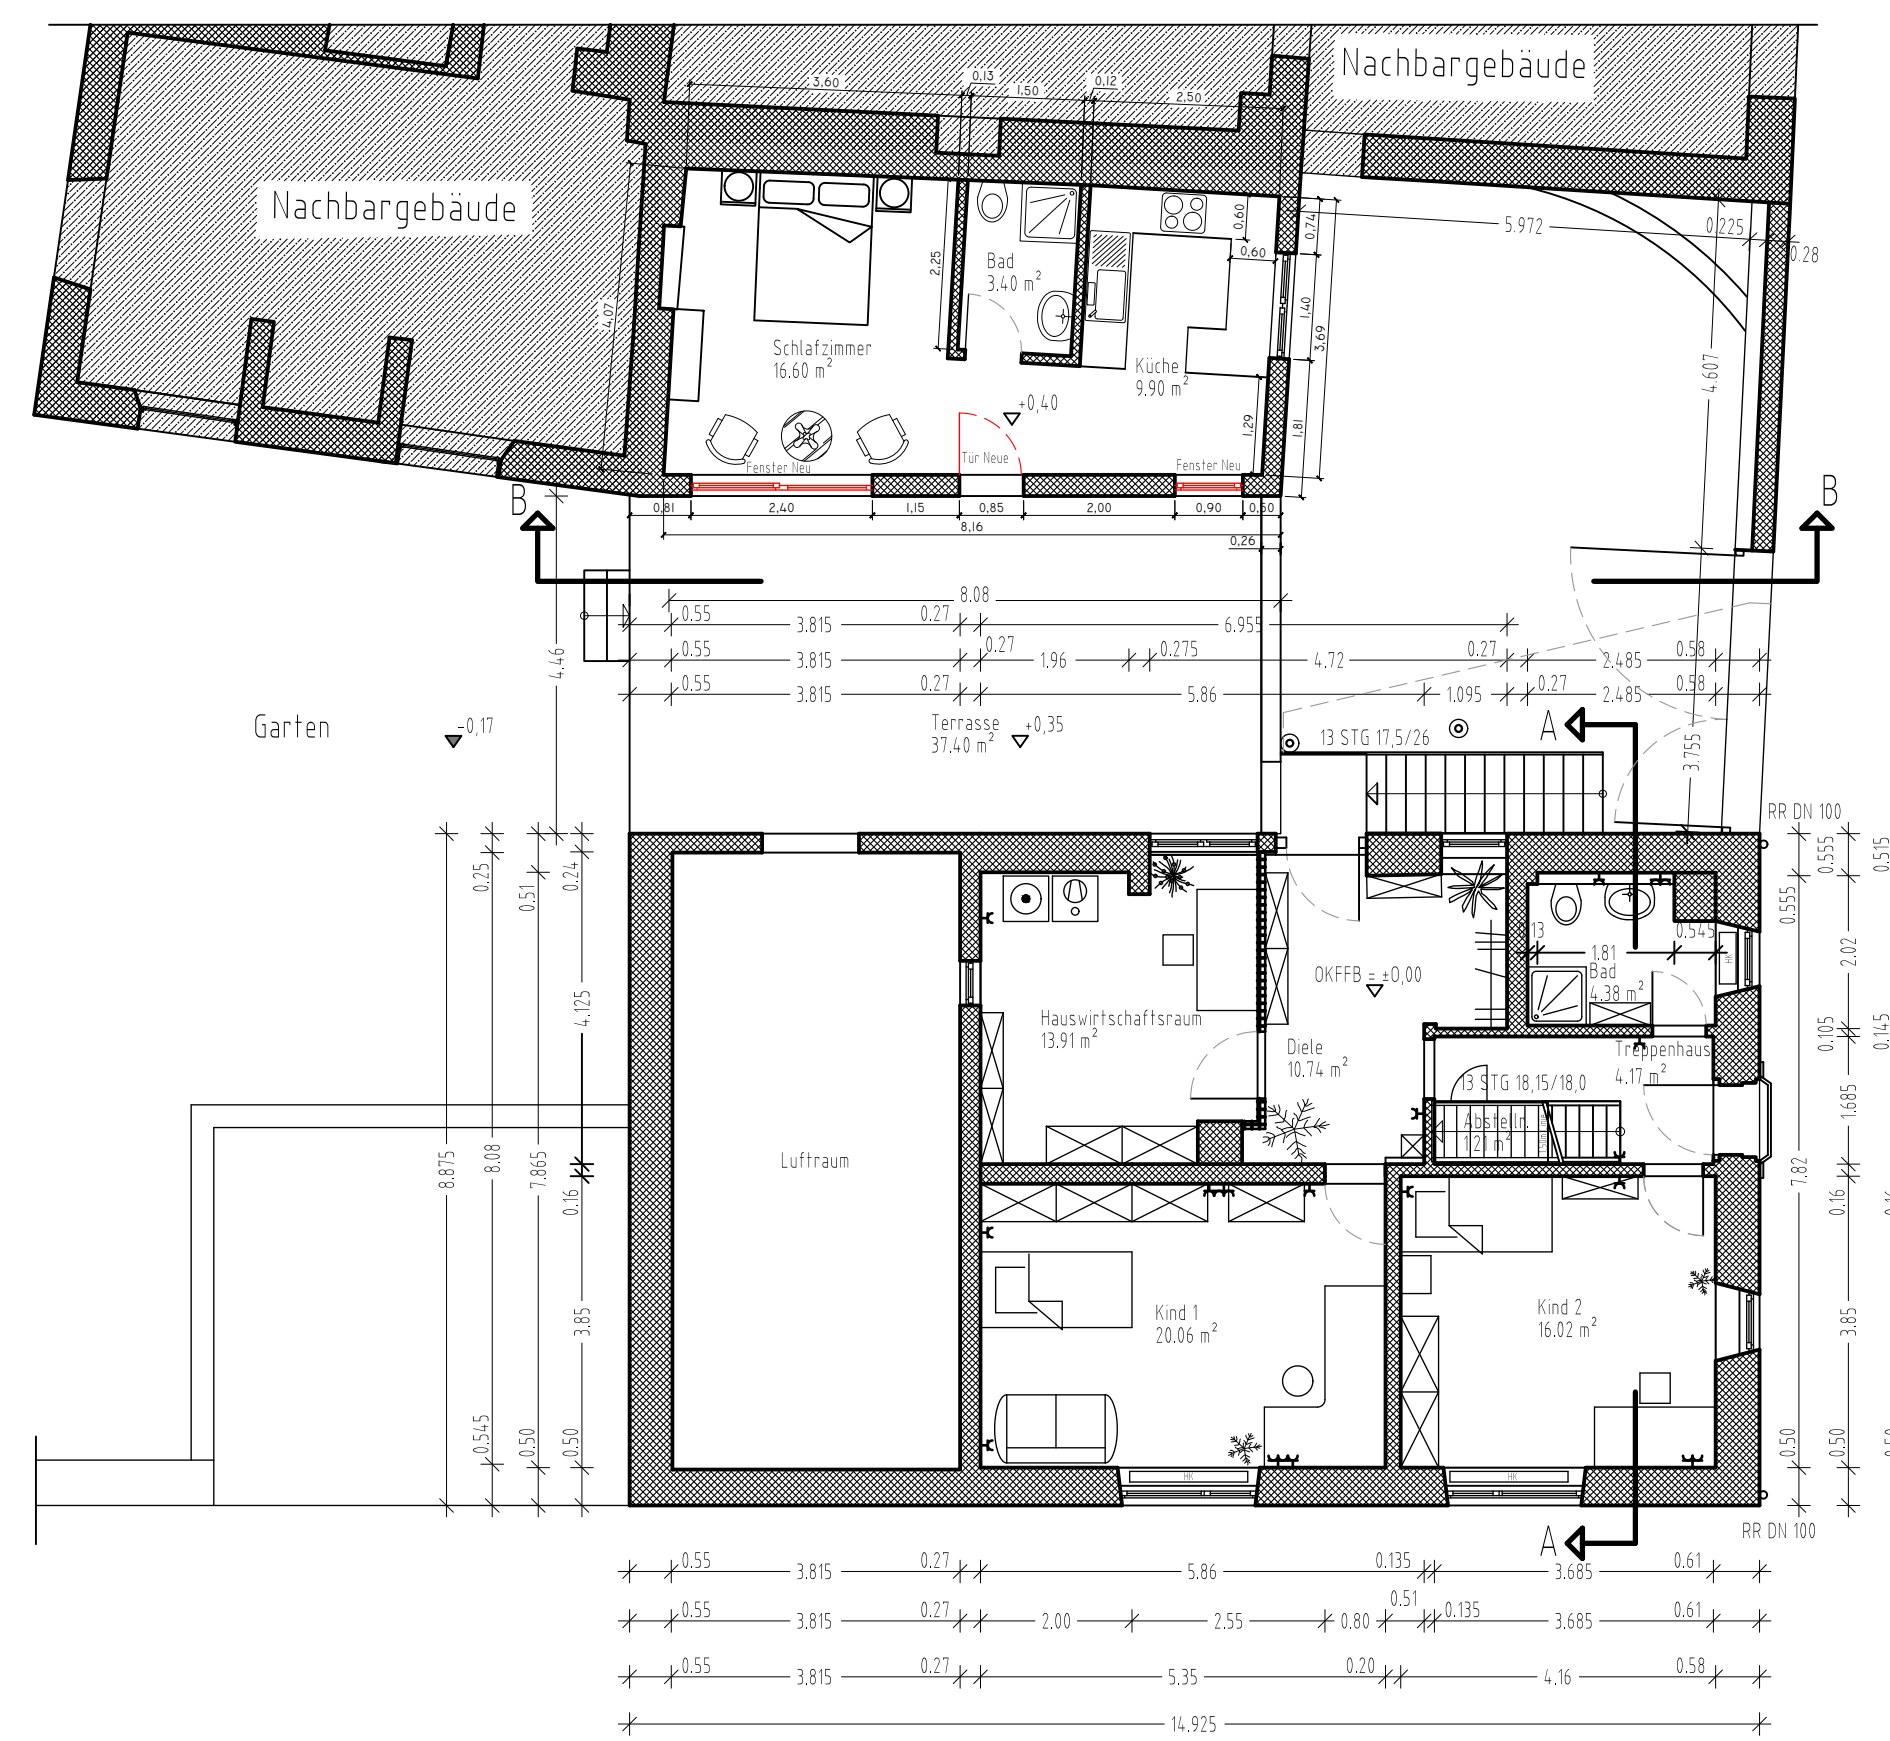 Nachbargebäude
Nachbargebäude
3,60
0,13
1,50
0,12
2,50
4,07
2,25
0,60
0,60
0,74
1,40
3,69
1,29
1,81
5.972
0.225
0.28
4.607
Bad
3.40 m²
Schlafzimmer
16.60 m²
Küche
9.90 m²
+0,40
Fenster Neu
Tür Neue
Fenster Neu
B
B
0,81
2,40
1,15
0,85
2,00
0,90
0,50
8,16
0,26
8.08
0.55
3.815
0.27
6.955
0.55
3.815
0.27
1.96
0.275
4.72
0.27
2.485
0.58
0.55
3.815
0.27
5.86
1.095
0.27
2.485
0.58
4.46
Garten
-0,17
Terrasse
37.40 m²
+0,35
13 STG 17,5/26
A
3.755
RR DN 100
0.25
0.51
0.24
0.555
0.555
0.515
0.13
1.81
0.545
Bad
4.38 m²
HK
2.02
OKFFB = ±0,00
Hauswirtschaftsraum
13.91 m²
Diele
10.74 m²
Treppenhaus
4.17 m²
13 STG 18,15/18,0
Abstellr.
1.21 m²
4.125
0.105
0.145
1.685
Luftraum
8.875
8.08
7.865
0.16
7.82
0.16
Kind 1
20.06 m²
Kind 2
16.02 m²
3.85
3.85
0.545
0.50
0.50
0.50
0.50
HK
HK
A
RR DN 100
0.55
3.815
0.27
5.86
0.135
3.685
0.61
0.55
3.815
0.27
2.00
2.55
0.80
0.51
0.135
3.685
0.61
0.55
3.815
0.27
5.35
0.20
4.16
0.58
14.925